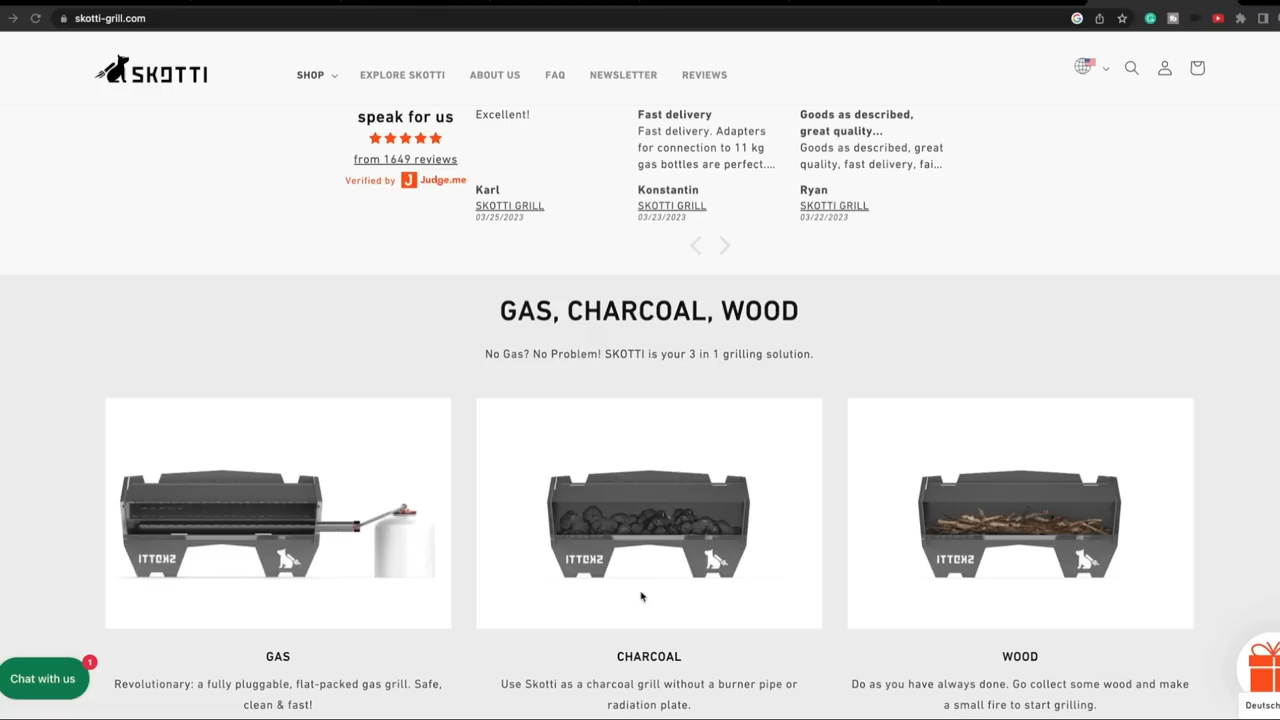 skotti-grill.com
SKOTTI
SHOP
EXPLORE SKOTTI
ABOUT US
FAQ
NEWSLETTER
REVIEWS
speak for us
from 1649 reviews
Verified by J Judge.me
Excellent!
Karl
SKOTTI GRILL
03/25/2023
Fast delivery
Fast delivery. Adapters
for connection to 11 kg
gas bottles are perfect....
Konstantin
SKOTTI GRILL
03/23/2023
Goods as described,
great quality...
Goods as described, great
quality, fast delivery, fai...
Ryan
SKOTTI GRILL
03/22/2023
GAS, CHARCOAL, WOOD
No Gas? No Problem! SKOTTI is your 3 in 1 grilling solution.
SKOTTI
SKOTTI
SKOTTI
GAS
Revolutionary: a fully pluggable, flat-packed gas grill. Safe,
clean & fast!
CHARCOAL
Use Skotti as a charcoal grill without a burner pipe or
radiation plate.
WOOD
Do as you have always done. Go collect some wood and make
a small fire to start grilling.
Chat with us
1
Deutsch